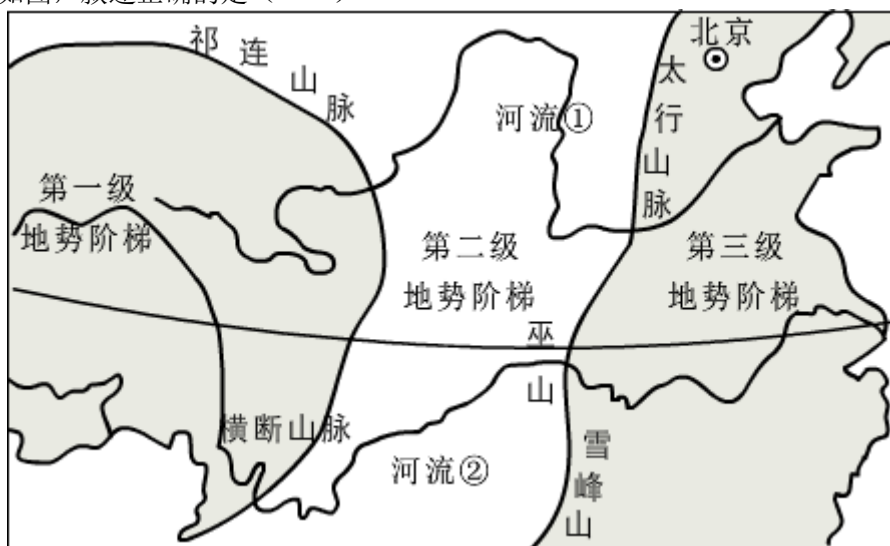 如图，叙述正确的是（　　）
祁连山脉
北京
太行山脉
河流①
第一级
地势阶梯
第二级
地势阶梯
第三级
地势阶梯
巫山
横断山脉
河流②
雪峰山